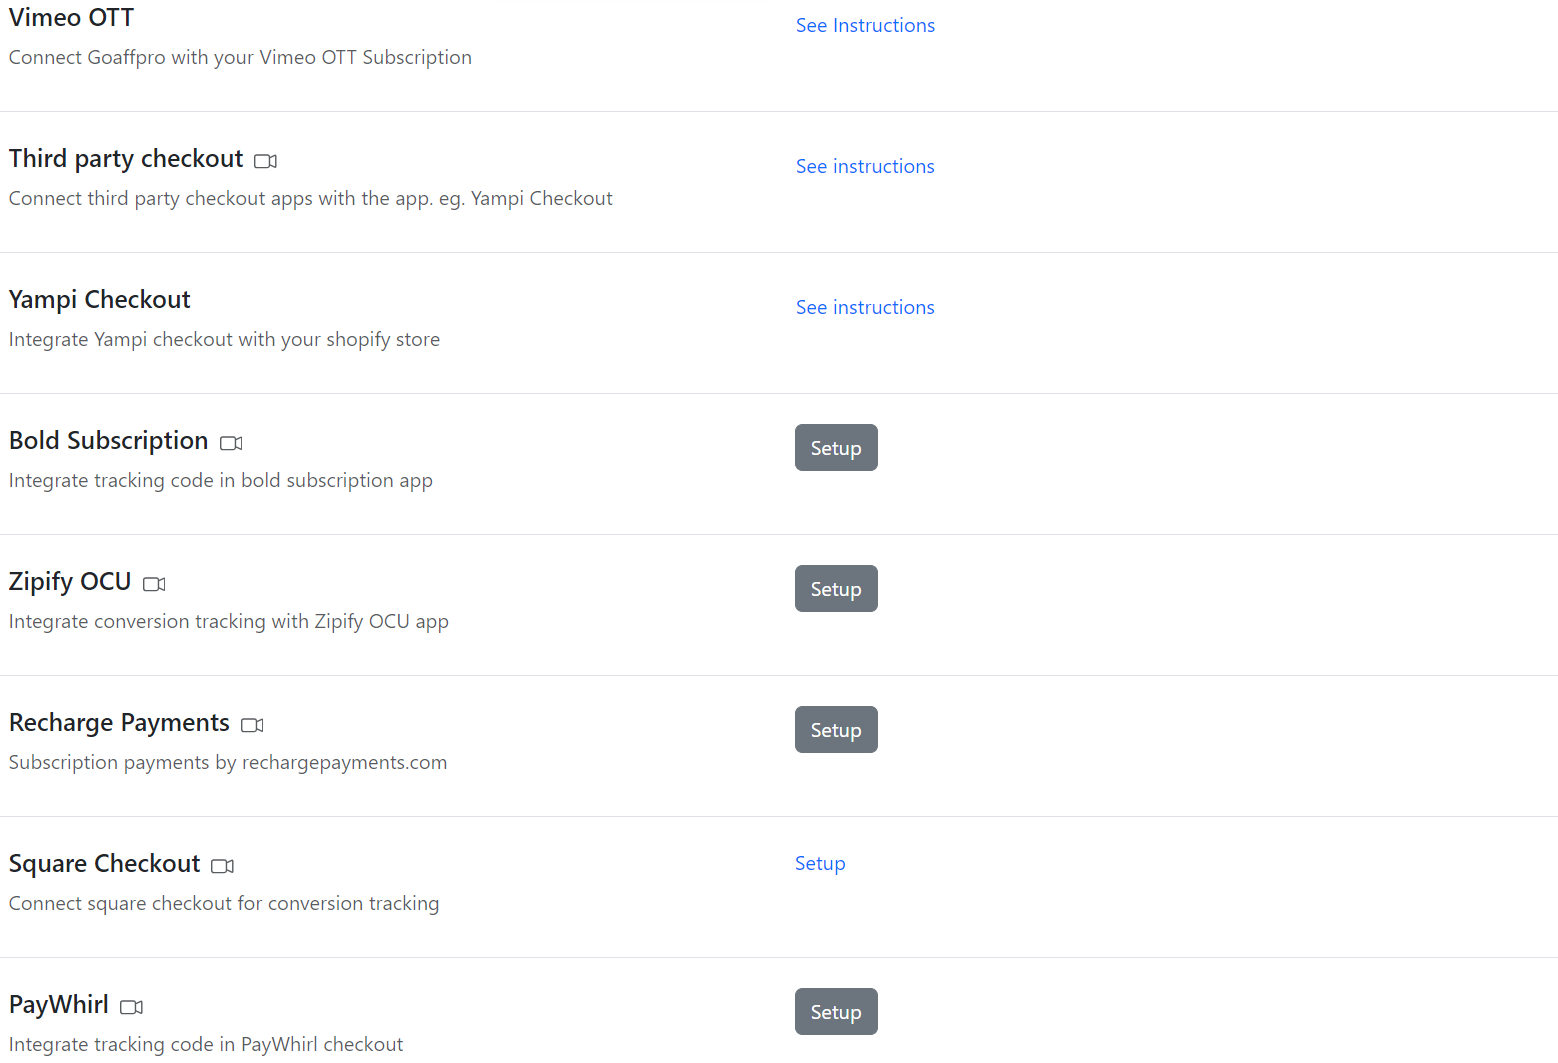 Vimeo OTT
See Instructions
Connect Goaffpro with your Vimeo OTT Subscription
Third party checkout
See instructions
Connect third party checkout apps with the app. eg. Yampi Checkout
Yampi Checkout
See instructions
Integrate Yampi checkout with your shopify store
Bold Subscription
Setup
Integrate tracking code in bold subscription app
Zipify OCU
Setup
Integrate conversion tracking with Zipify OCU app
Recharge Payments
Setup
Subscription payments by rechargepayments.com
Square Checkout
Setup
Connect square checkout for conversion tracking
PayWhirl
Setup
Integrate tracking code in PayWhirl checkout